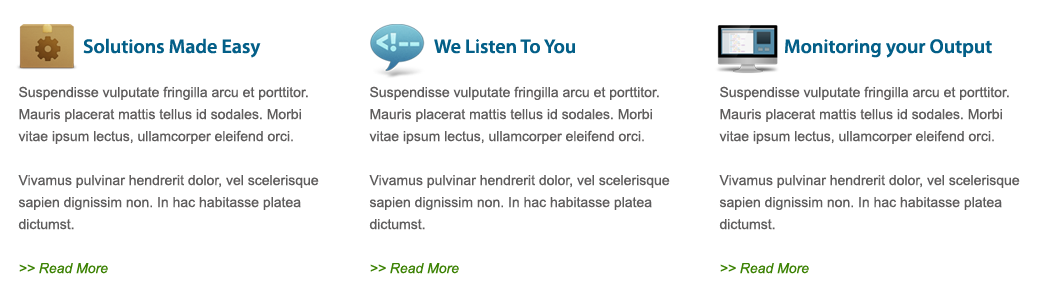 Solutions Made Easy
Suspendisse vulputate fringilla arcu et porttitor.
Mauris placerat mattis tellus id sodales. Morbi
vitae ipsum lectus, ullamcorper eleifend orci.
Vivamus pulvinar hendrerit dolor, vel scelerisque
sapien dignissim non. In hac habitasse platea
dictumst.
>> Read More
<!--
We Listen To You
Suspendisse vulputate fringilla arcu et porttitor.
Mauris placerat mattis tellus id sodales. Morbi
vitae ipsum lectus, ullamcorper eleifend orci.
Vivamus pulvinar hendrerit dolor, vel scelerisque
sapien dignissim non. In hac habitasse platea
dictumst.
>> Read More
Monitoring your Output
Suspendisse vulputate fringilla arcu et porttitor.
Mauris placerat mattis tellus id sodales. Morbi
vitae ipsum lectus, ullamcorper eleifend orci.
Vivamus pulvinar hendrerit dolor, vel scelerisque
sapien dignissim non. In hac habitasse platea
dictumst.
>> Read More